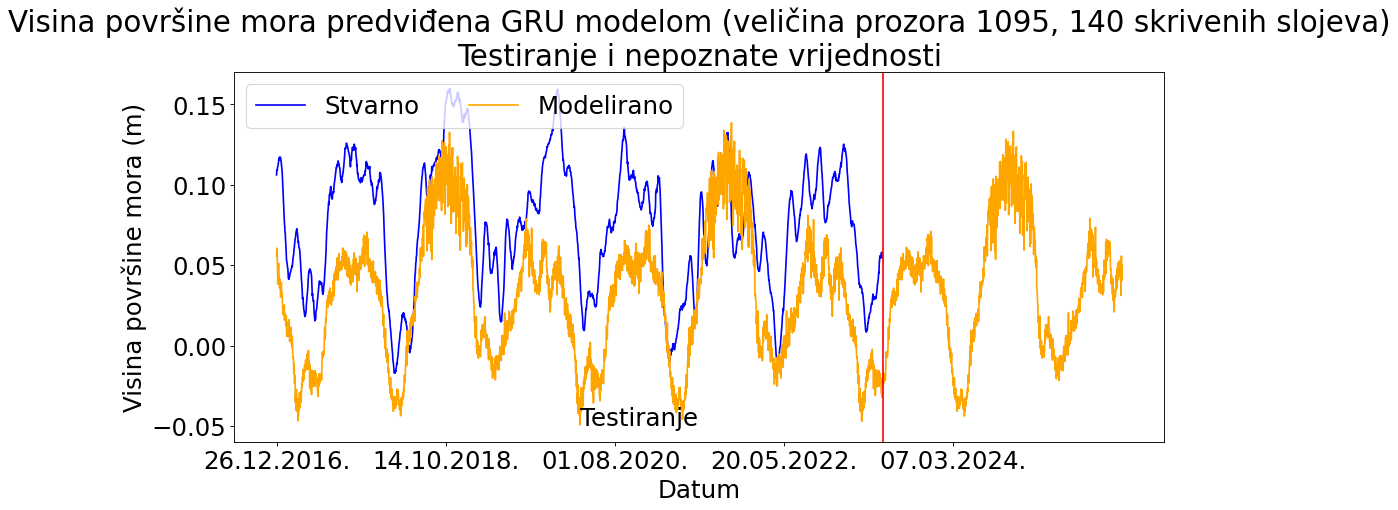 Visina površine mora predviđena GRU modelom (veličina prozora 1095, 140 skrivenih slojeva)
Testiranje i nepoznate vrijednosti
Stvarno Modelirano
Visina površine mora (m)
0.15
0.10
0.05
0.00
−0.05
Testiranje
26.12.2016. 14.10.2018. 01.08.2020. 20.05.2022. 07.03.2024.
Datum